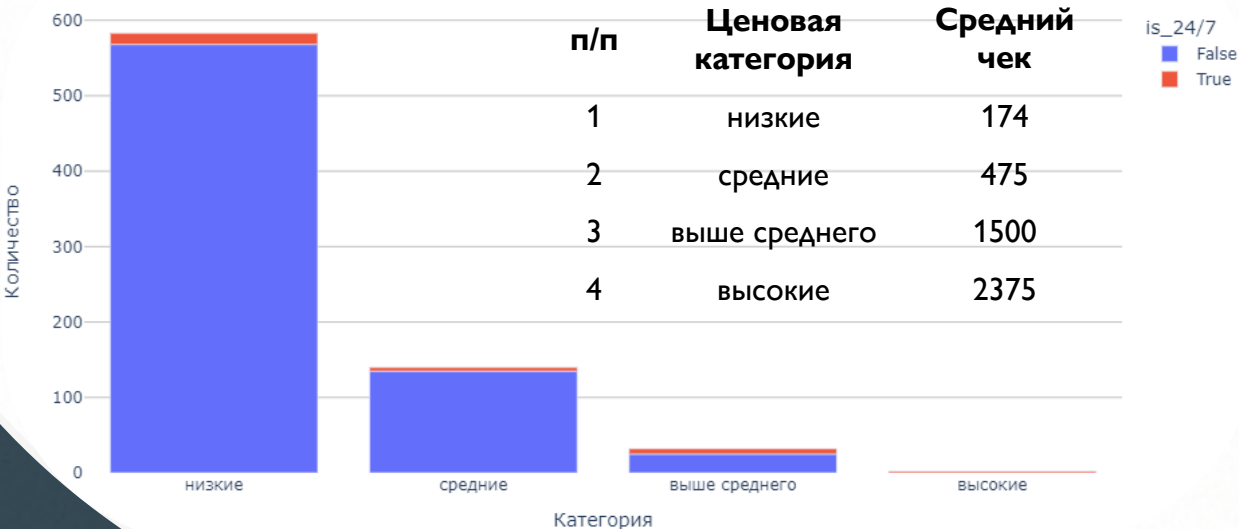 п/п Ценовая категория Средний чек
1 низкие 174
2 средние 475
3 выше среднего 1500
4 высокие 2375
is_24/7
False
True
Количество
600
500
400
300
200
100
0
низкие средние выше среднего высокие
Категория